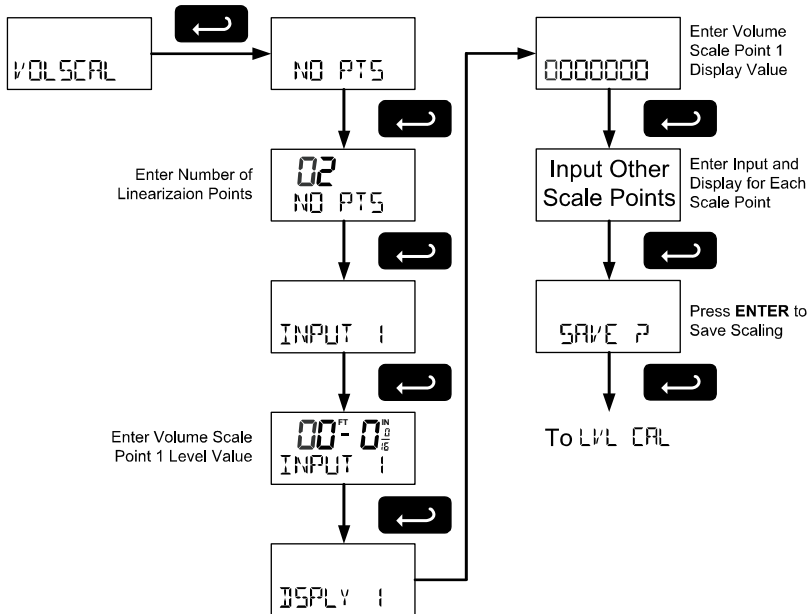 VOLSCAL
NO PTS
Enter Number of
Linearizaion Points
02
NO PTS
INPUT 1
Enter Volume Scale
Point 1 Level Value
00 FT - 0 IN 0/16
INPUT 1
DSPLY 1
0000000
Enter Volume
Scale Point 1
Display Value
Input Other
Scale Points
Enter Input and
Display for Each
Scale Point
SAVE ?
Press ENTER to
Save Scaling
To LVL CAL